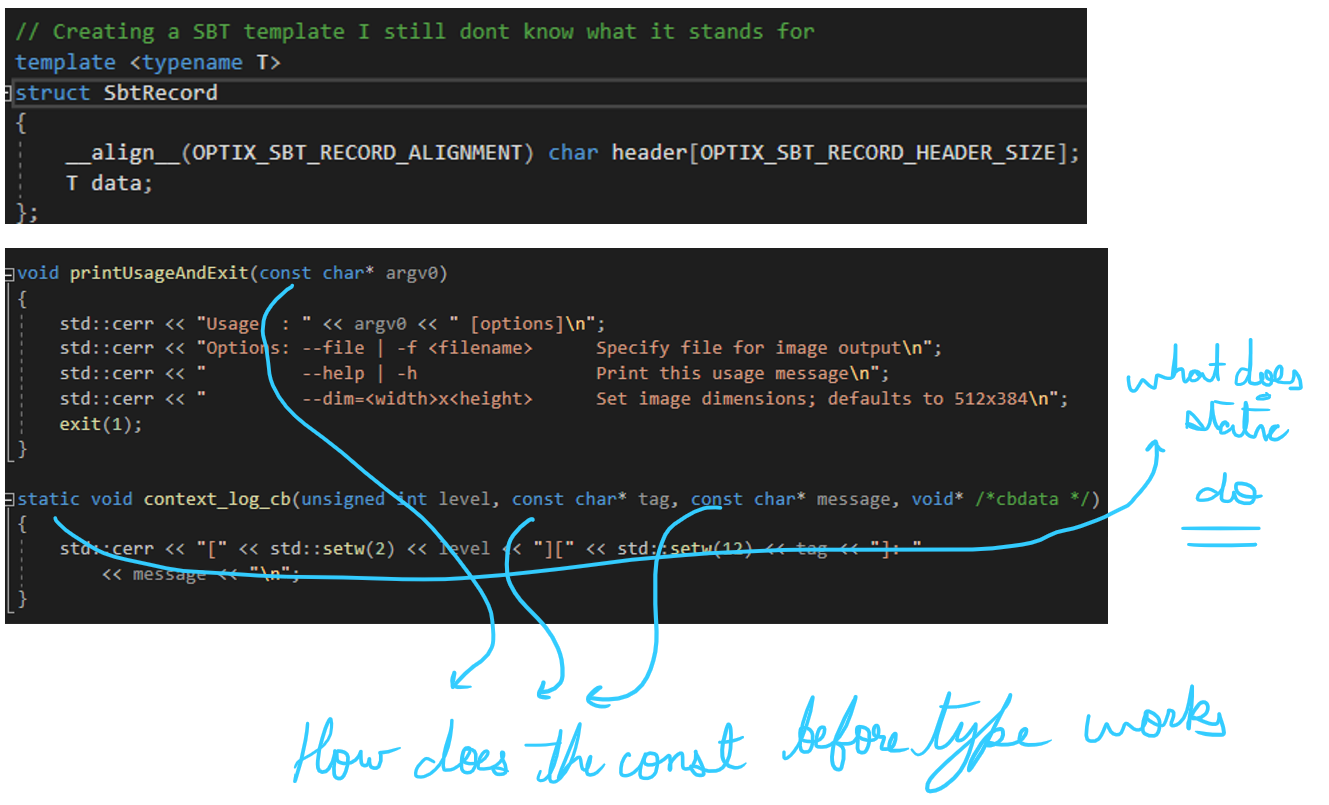 // Creating a SBT template I still dont know what it stands for
template <typename T>
struct SbtRecord
{
    __align__(OPTIX_SBT_RECORD_ALIGNMENT) char header[OPTIX_SBT_RECORD_HEADER_SIZE];
    T data;
};
void printUsageAndExit(const char* argv0)
{
    std::cerr << "Usage  : " << argv0 << " [options]\n";
    std::cerr << "Options: --file | -f <filename>      Specify file for image output\n";
    std::cerr << "         --help | -h                 Print this usage message\n";
    std::cerr << "         --dim=<width>x<height>      Set image dimensions; defaults to 512x384\n";
    exit(1);
}
static void context_log_cb(unsigned int level, const char* tag, const char* message, void* /*cbdata */)
{
    std::cerr << "[" << std::setw(2) << level << "][" << std::setw(12) << tag << "]: "
        << message << "\n";
}
what does
static
do
How does the const before type works